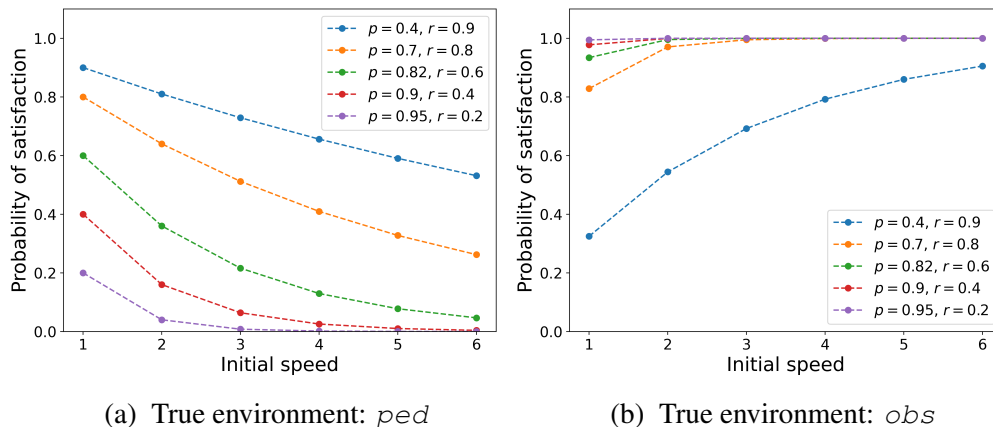 Probability of satisfaction
1.0
0.8
0.6
0.4
0.2
0.0
p = 0.4, r = 0.9
p = 0.7, r = 0.8
p = 0.82, r = 0.6
p = 0.9, r = 0.4
p = 0.95, r = 0.2
1 2 3 4 5 6
Initial speed
(a) True environment: ped
Probability of satisfaction
1.0
0.8
0.6
0.4
0.2
0.0
p = 0.4, r = 0.9
p = 0.7, r = 0.8
p = 0.82, r = 0.6
p = 0.9, r = 0.4
p = 0.95, r = 0.2
1 2 3 4 5 6
Initial speed
(b) True environment: obs